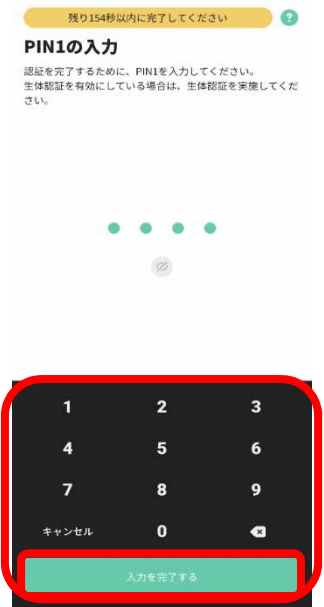 残り154秒以内に完了してください
?
PIN1の入力
認証を完了するために、PIN1を入力してください。
生体認証を有効にしている場合は、生体認証を実施してくだ
さい。
1 2 3
4 5 6
7 8 9
キャンセル 0
入力を完了する